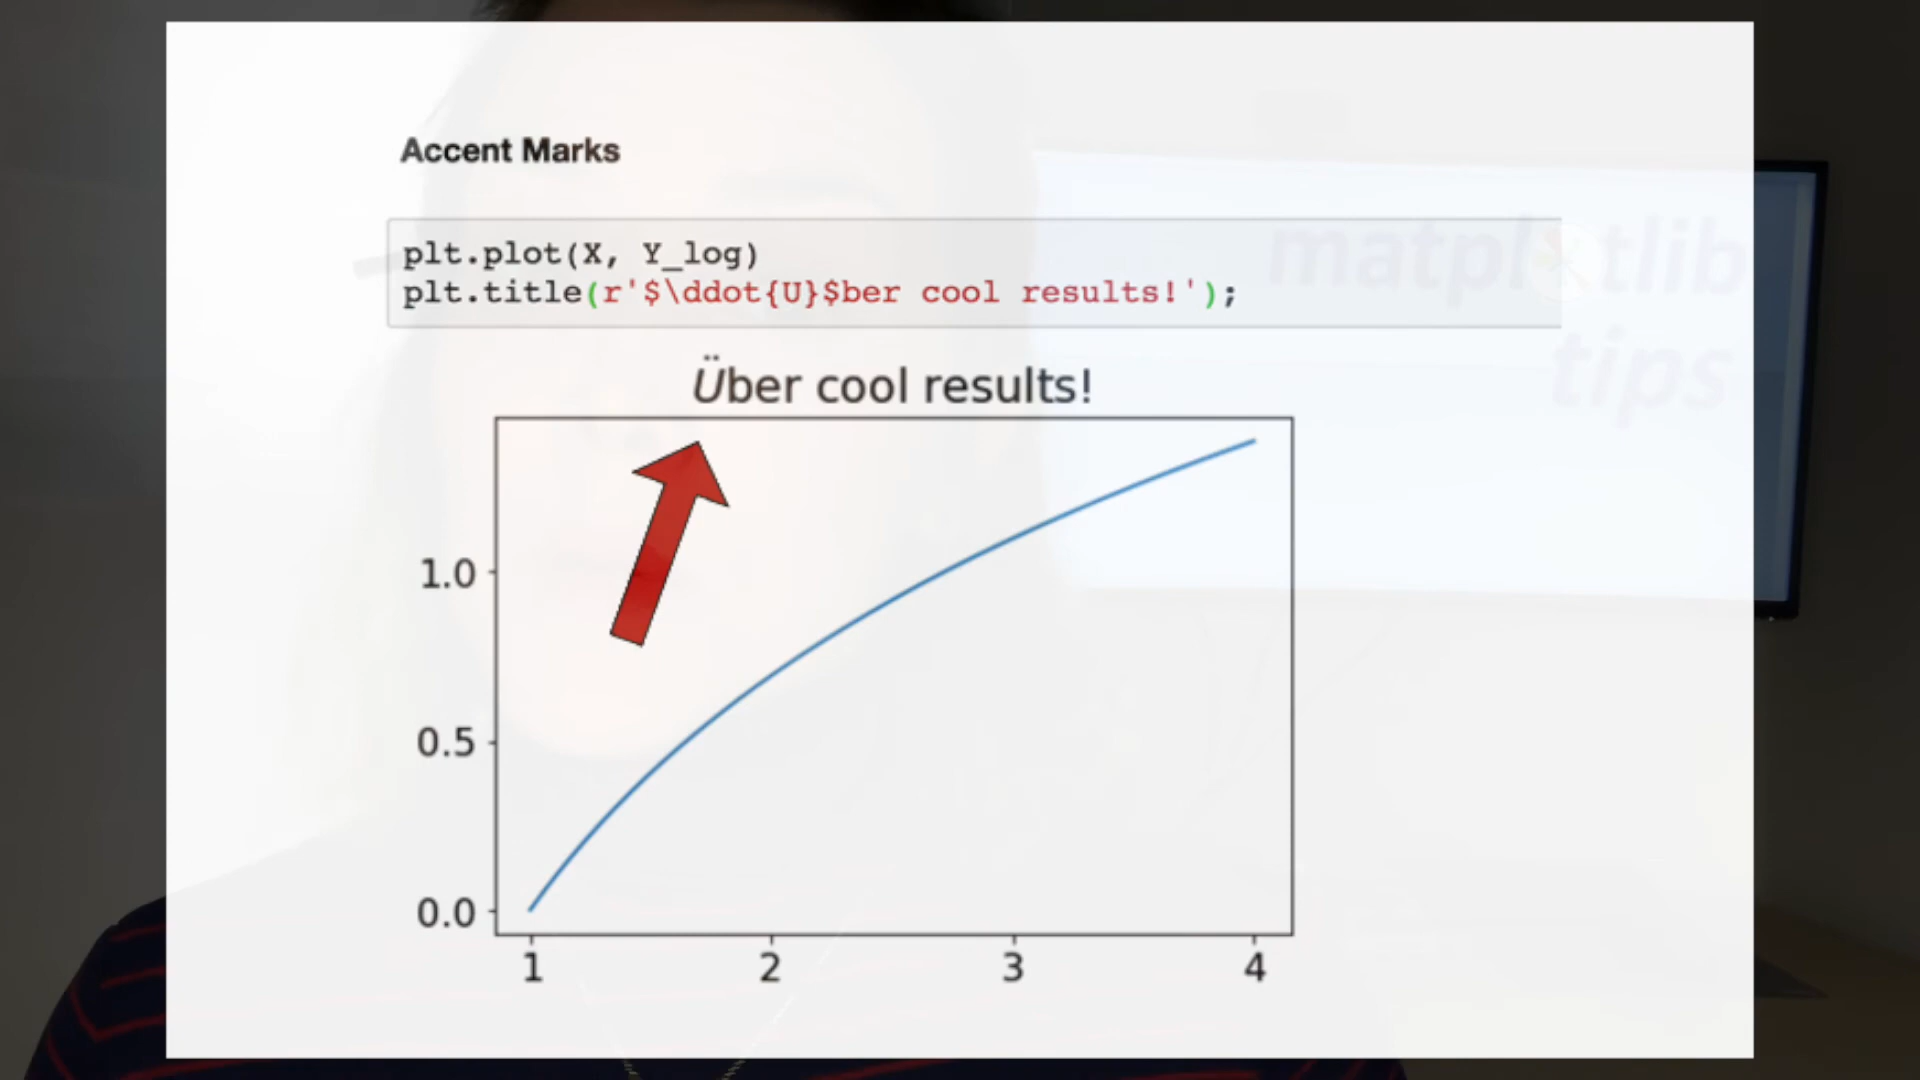 Accent Marks
plt.plot(X, Y_log)
plt.title(r'$\ddot{U}$ber cool results!');
matplotlib
tips
Über cool results!
1.0
0.5
0.0
1
2
3
4